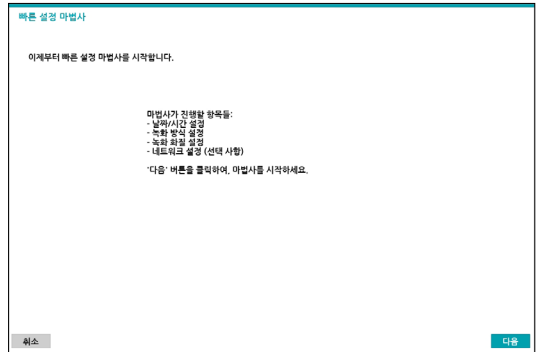 빠른 설정 마법사
이제부터 빠른 설정 마법사를 시작합니다.
마법사가 진행할 항목들:
- 날짜/시간 설정
- 녹화 방식 설정
- 녹화 화질 설정
- 네트워크 설정 (선택 사항)
'다음' 버튼을 클릭하여, 마법사를 시작하세요.
취소
다음